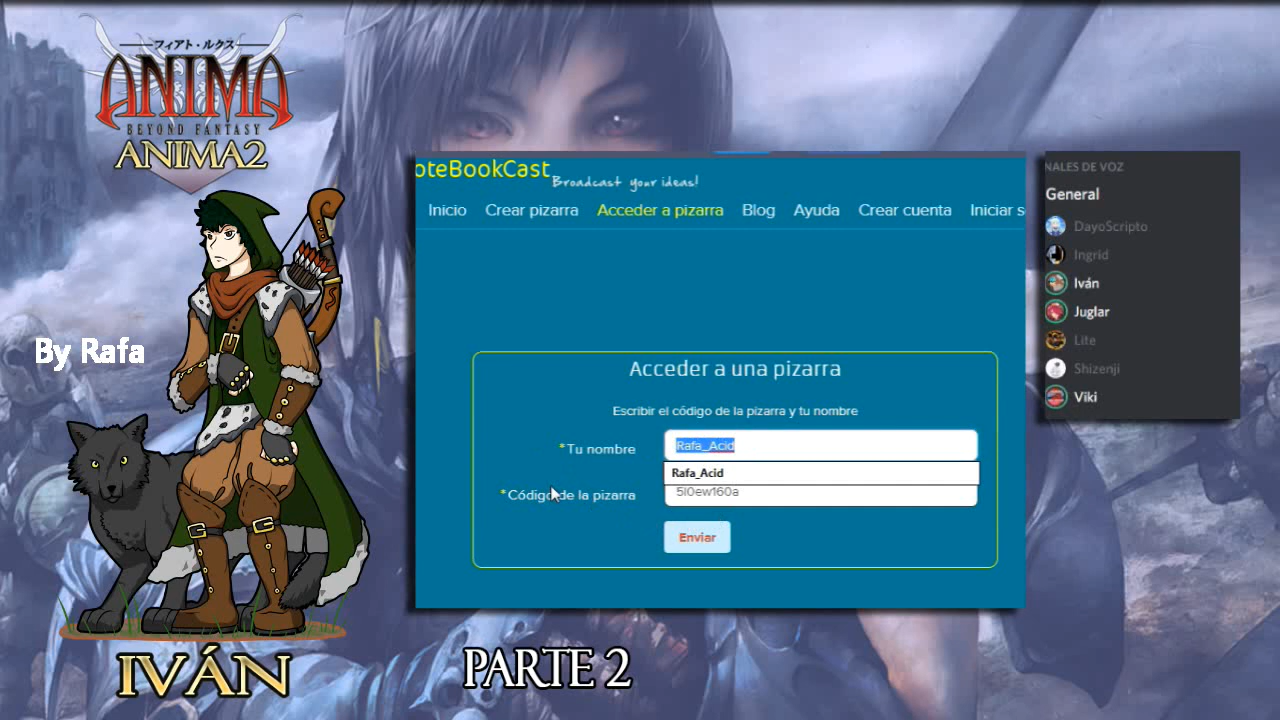 フィアト・ルクス
ANIMA
BEYOND FANTASY
ANIMA2
By Rafa
IVÁN
PARTE 2
oteBookCast
Broadcast your ideas!
Inicio Crear pizarra Acceder a pizarra Blog Ayuda Crear cuenta Iniciar s
Acceder a una pizarra
Escribir el código de la pizarra y tu nombre
*Tu nombre Rafa_Acid
Rafa_Acid
*Código de la pizarra 5l0ew160a
Enviar
NALES DE VOZ
General
DayoScripto
Ingrid
Iván
Juglar
Lite
Shizenji
Viki